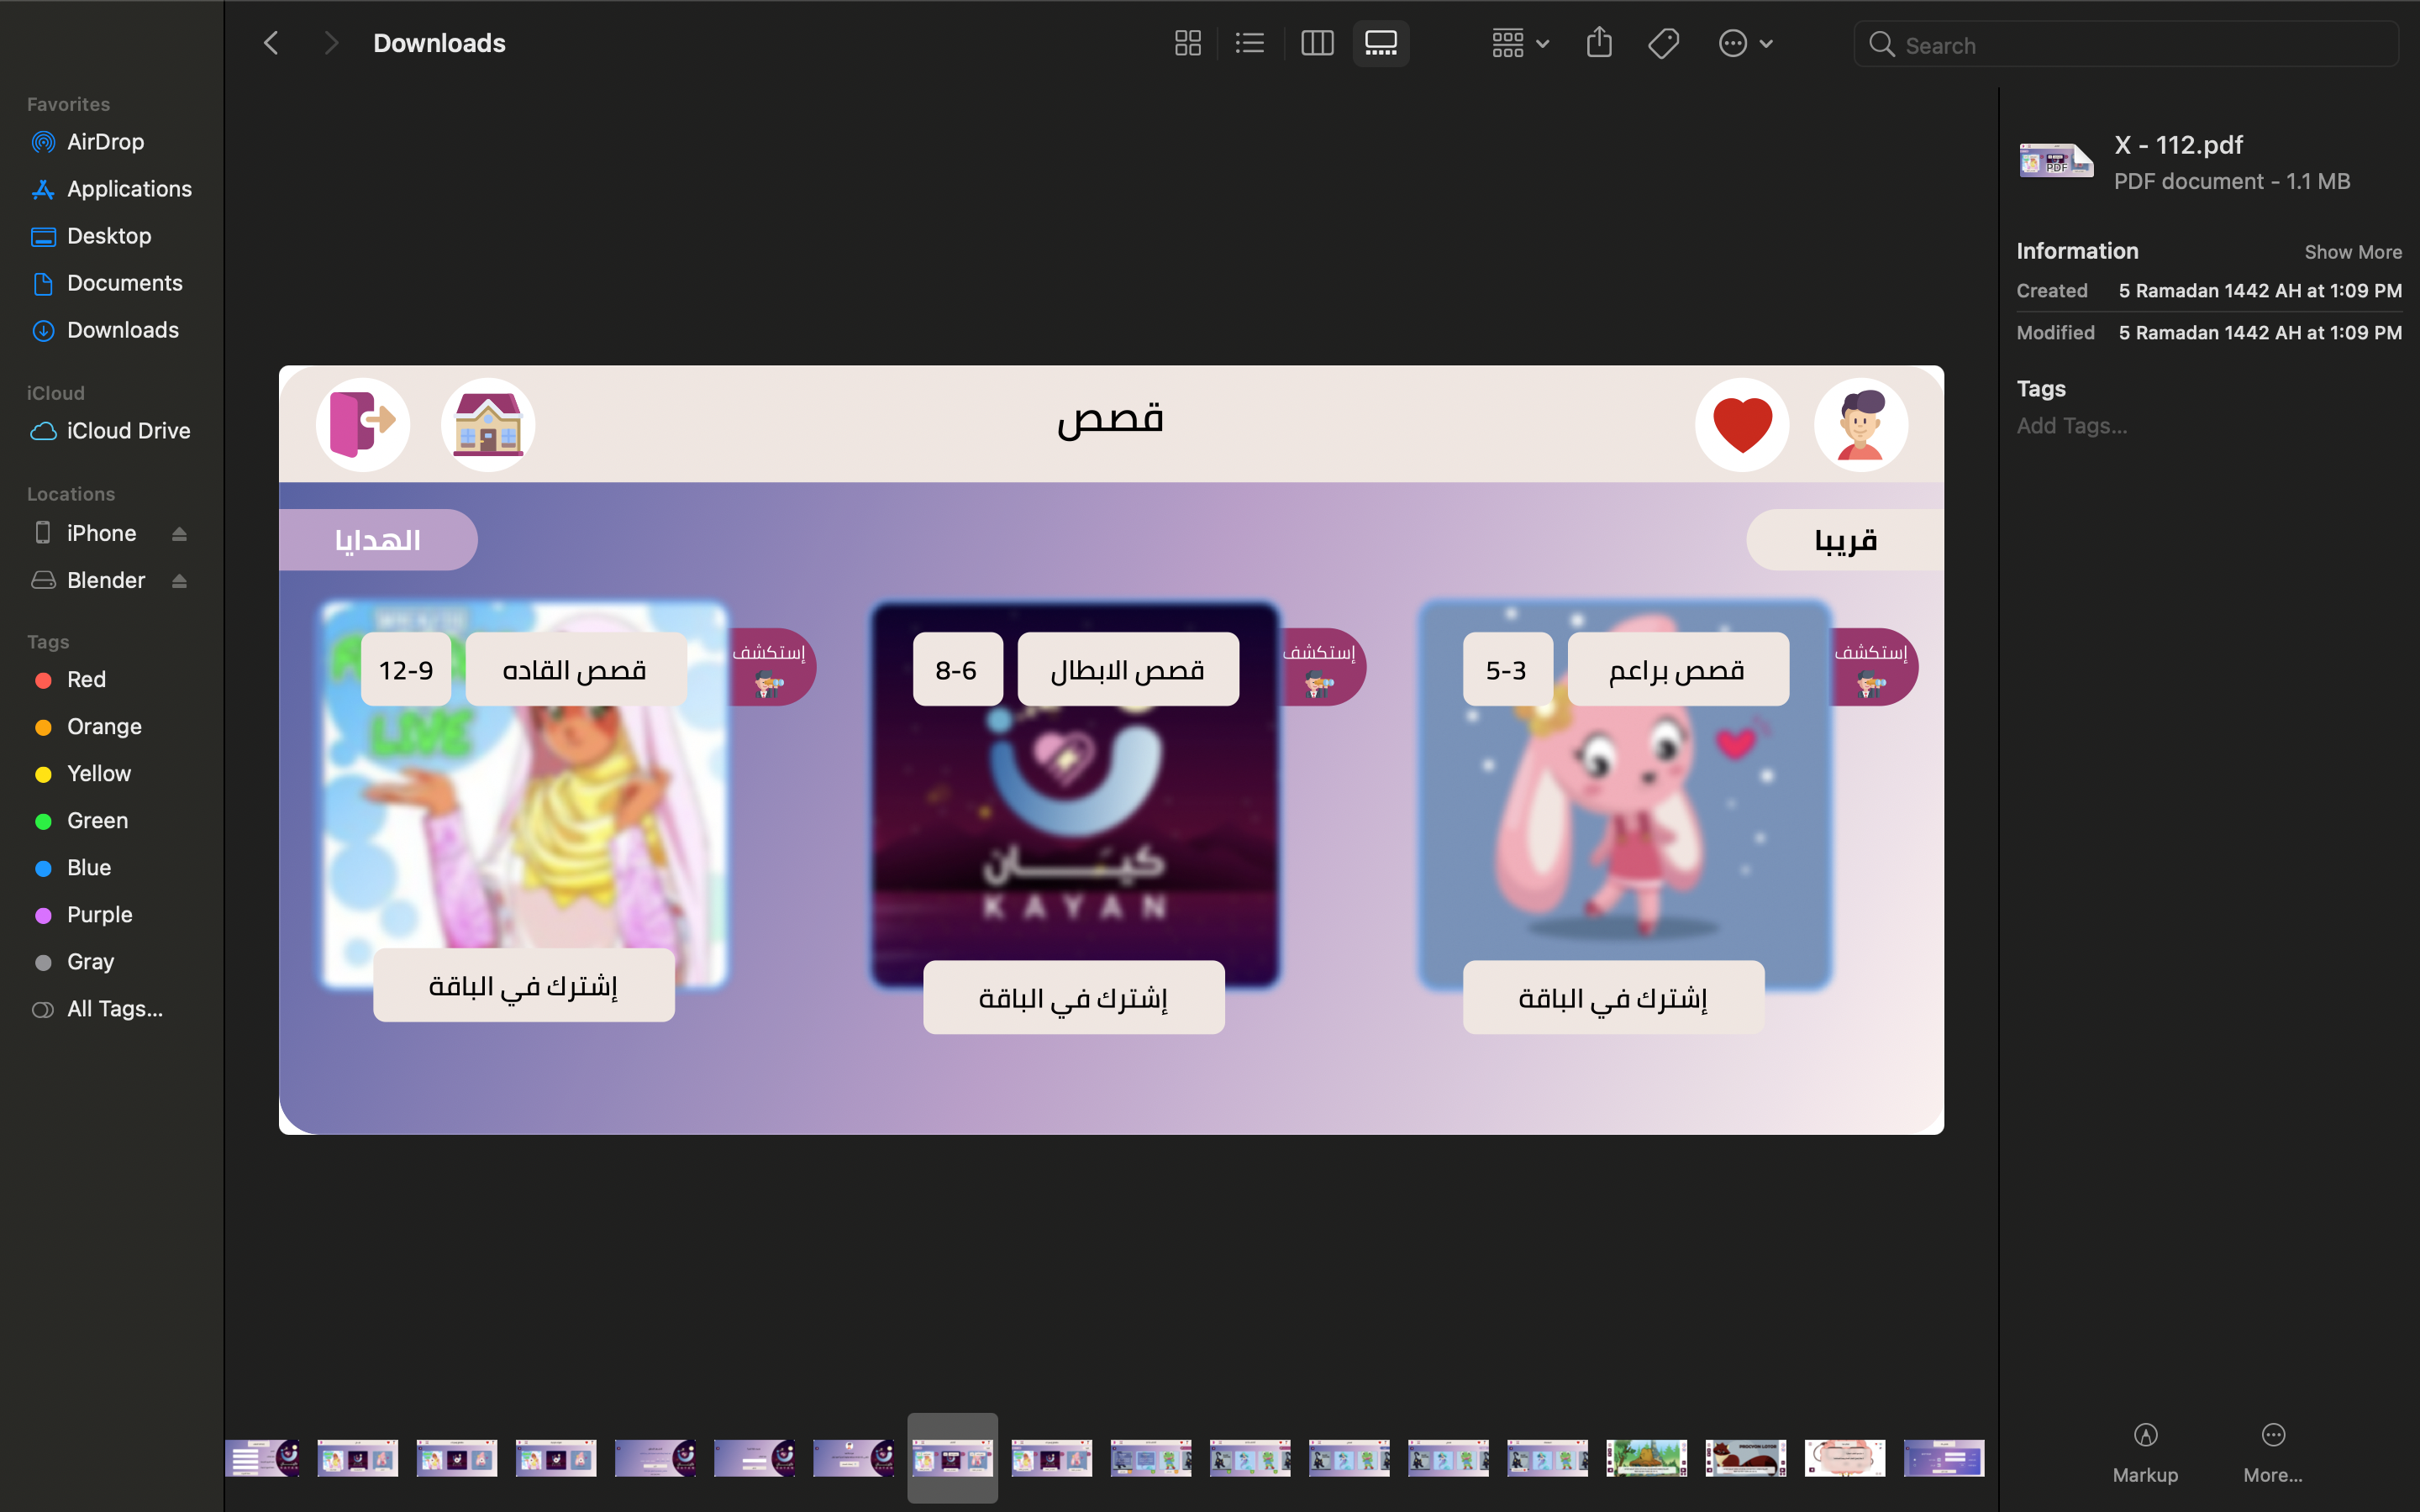 Downloads
Search
Favorites
AirDrop
Applications
Desktop
Documents
Downloads
iCloud
iCloud Drive
Locations
iPhone
Blender
Tags
Red
Orange
Yellow
Green
Blue
Purple
Gray
All Tags...
قصص
قريبا
الهدايا
إستكشف
قصص براعم
5-3
إستكشف
قصص الابطال
8-6
إستكشف
قصص القاده
12-9
LIVE
كيان
KAYAN
إشترك في الباقة
إشترك في الباقة
إشترك في الباقة
X - 112.pdf
PDF
PDF document - 1.1 MB
Information
Show More
Created 5 Ramadan 1442 AH at 1:09 PM
Modified 5 Ramadan 1442 AH at 1:09 PM
Tags
Add Tags...
Markup
More...